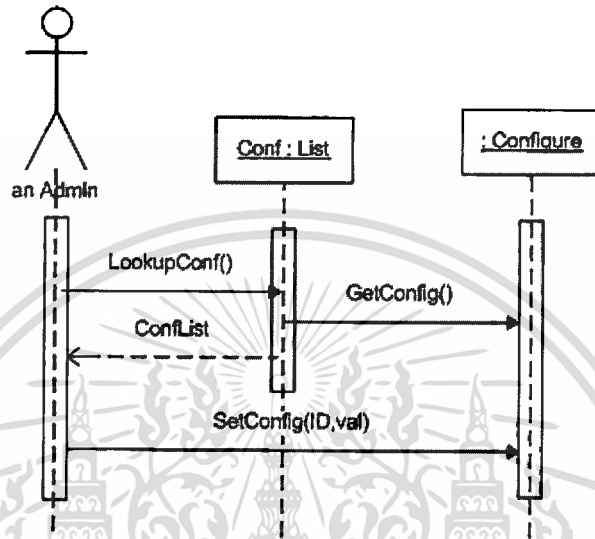 an Admin
Conf : List
: Configure
LookupConf()
GetConfig()
ConfList
SetConfig(ID,val)